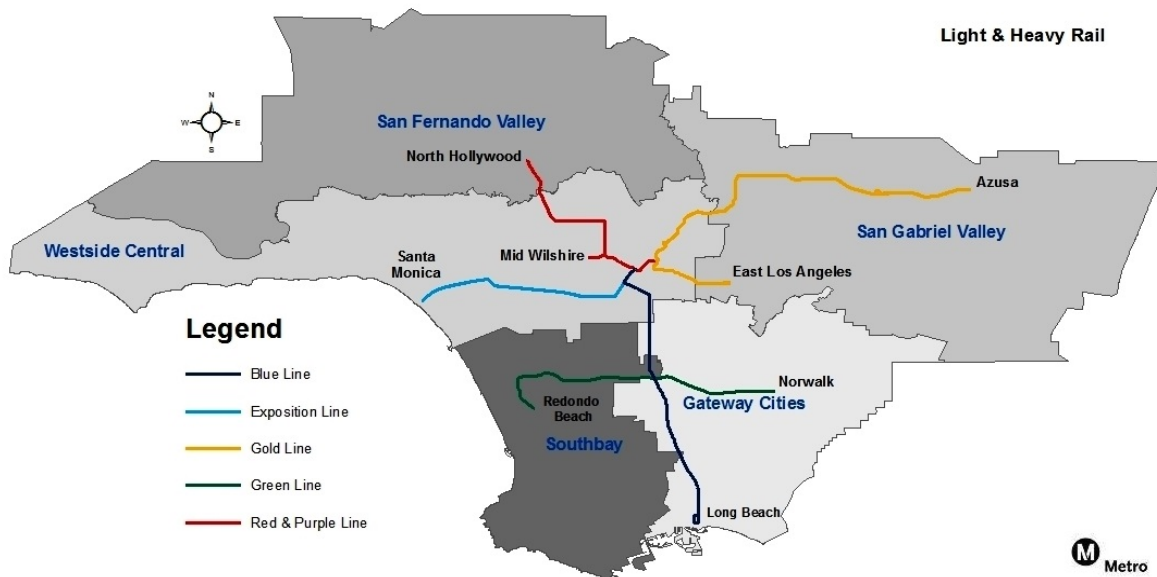 Light & Heavy Rail
N
W E
S
San Fernando Valley
North Hollywood
Azusa
San Gabriel Valley
Westside Central
Santa
Monica
Mid Wilshire
East Los Angeles
Legend
Blue Line
Exposition Line
Gold Line
Green Line
Red & Purple Line
Norwalk
Gateway Cities
Redondo
Beach
Southbay
Long Beach
M
Metro